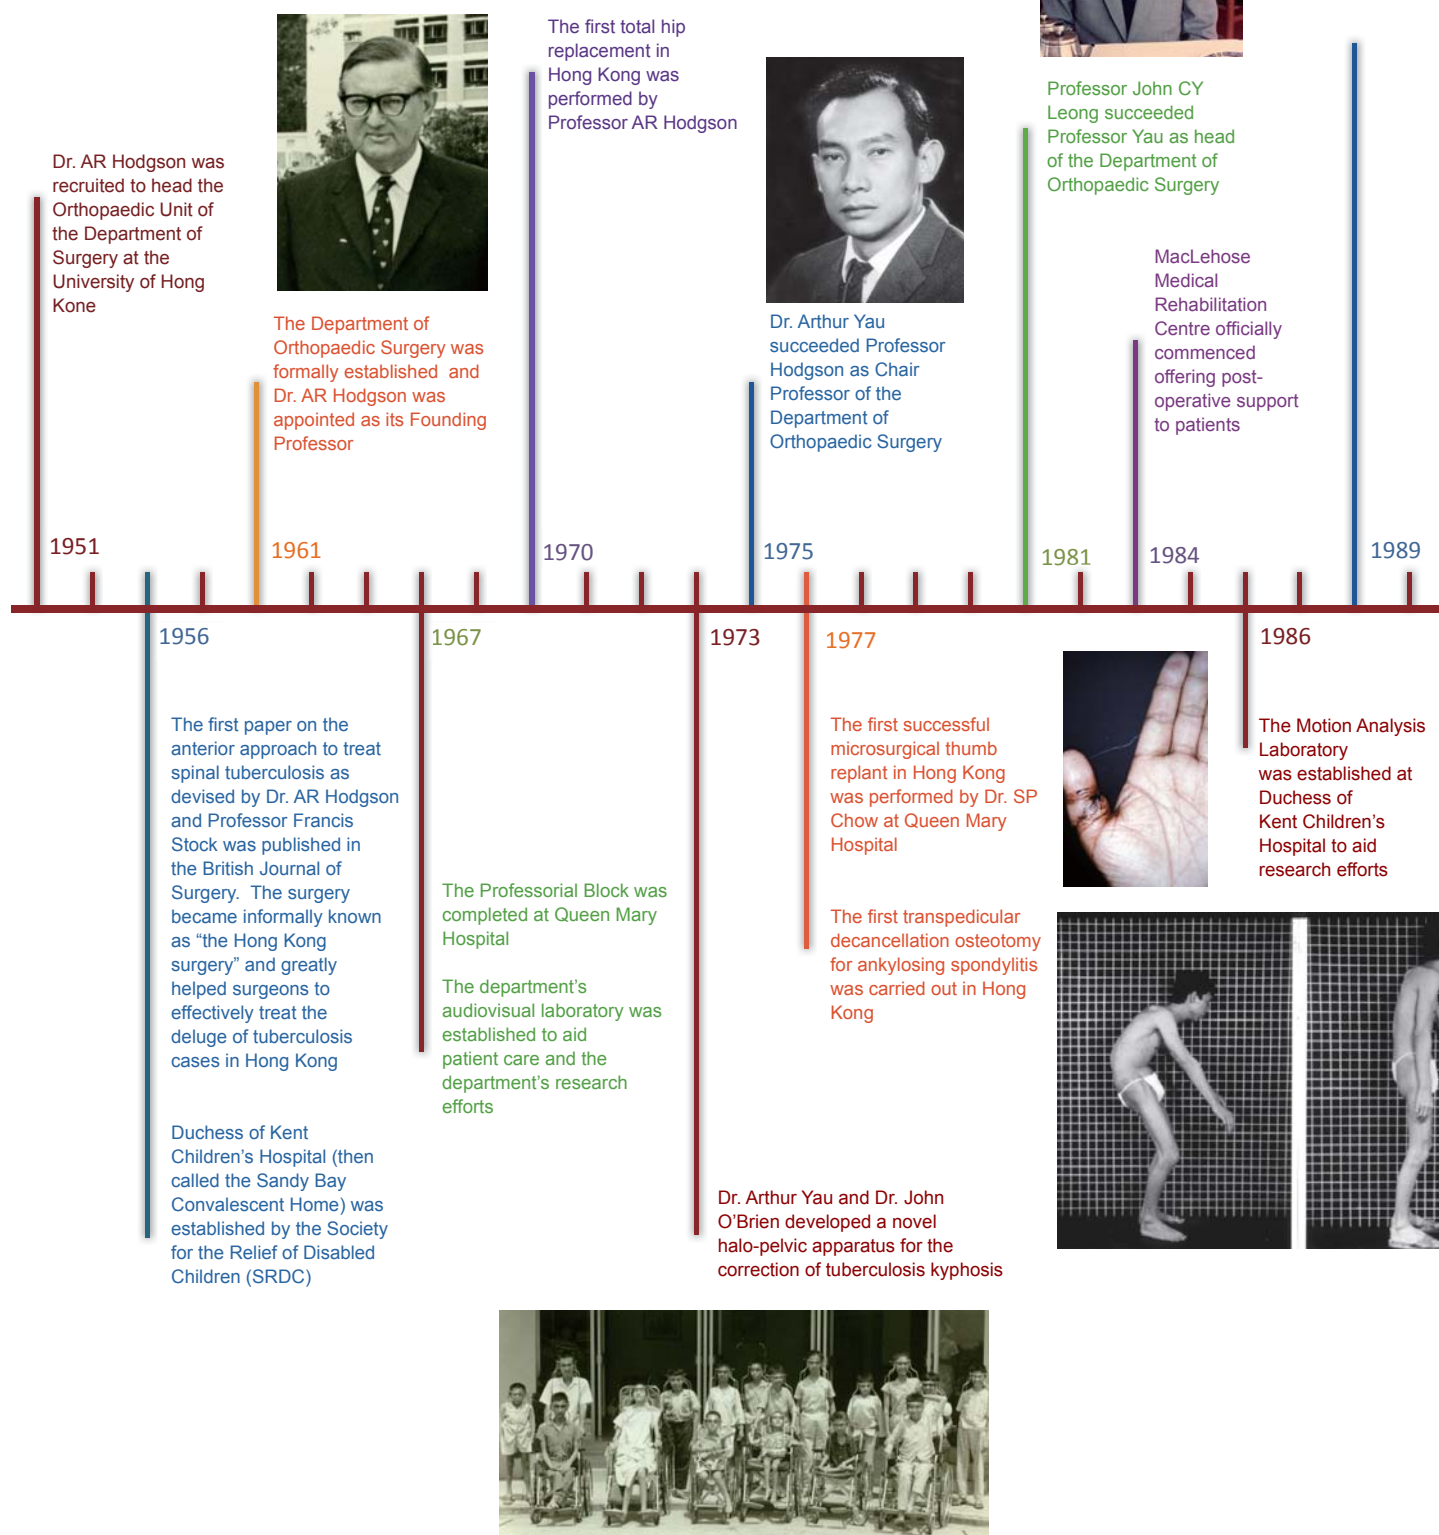 The first total hip
replacement in
Hong Kong was
performed by
Professor AR Hodgson
Professor John CY
Leong succeeded
Professor Yau as head
of the Department of
Orthopaedic Surgery
Dr. AR Hodgson was
recruited to head the
Orthopaedic Unit of
the Department of
Surgery at the
University of Hong
Kone
MacLehose
Medical
Rehabilitation
Centre officially
commenced
offering post-
operative support
to patients
The Department of
Orthopaedic Surgery was
formally established and
Dr. AR Hodgson was
appointed as its Founding
Professor
Dr. Arthur Yau
succeeded Professor
Hodgson as Chair
Professor of the
Department of
Orthopaedic Surgery
1951
1961
1970
1975
1981
1984
1989
1956
1967
1973
1977
1986
The first paper on the
anterior approach to treat
spinal tuberculosis as
devised by Dr. AR Hodgson
and Professor Francis
Stock was published in
the British Journal of
Surgery. The surgery
became informally known
as “the Hong Kong
surgery” and greatly
helped surgeons to
effectively treat the
deluge of tuberculosis
cases in Hong Kong
Duchess of Kent
Children’s Hospital (then
called the Sandy Bay
Convalescent Home) was
established by the Society
for the Relief of Disabled
Children (SRDC)
The Professorial Block was
completed at Queen Mary
Hospital
The department’s
audiovisual laboratory was
established to aid
patient care and the
department’s research
efforts
Dr. Arthur Yau and Dr. John
O’Brien developed a novel
halo-pelvic apparatus for the
correction of tuberculosis kyphosis
The first successful
microsurgical thumb
replant in Hong Kong
was performed by Dr. SP
Chow at Queen Mary
Hospital
The first transpedicular
decancellation osteotomy
for ankylosing spondylitis
was carried out in Hong
Kong
The Motion Analysis
Laboratory
was established at
Duchess of
Kent Children’s
Hospital to aid
research efforts